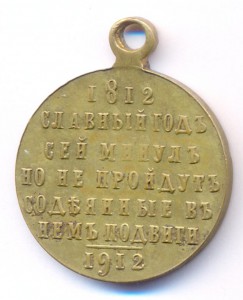 1812
СЛАВНЫЙ ГОДЪ
СЕЙ МИНУЛЪ
НО НЕ ПРОЙДУТЪ
СОДѢЯННЫЕ ВЪ
НЕМЪ ПОДВИГИ
1912